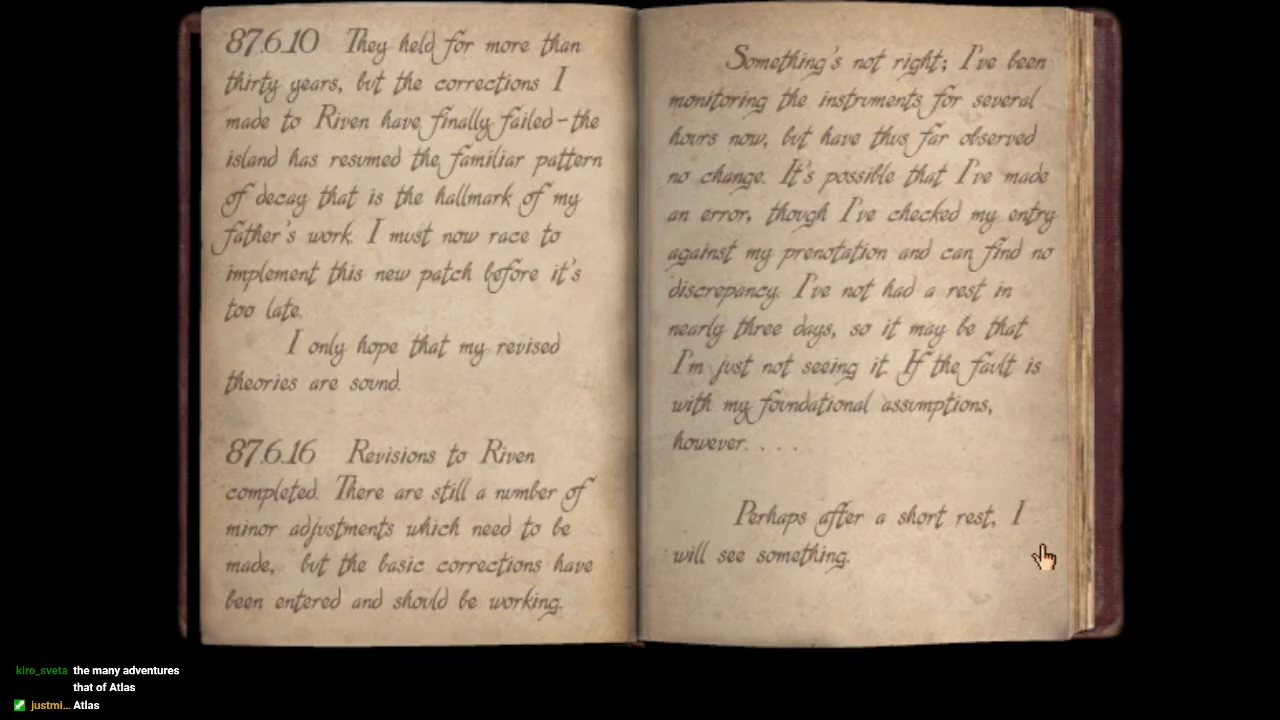 87.6.10 They held for more than
thirty years, but the corrections I
made to Riven have finally failed–the
island has resumed the familiar pattern
of decay that is the hallmark of my
father's work. I must now race to
implement this new patch before it's
too late.
I only hope that my revised
theories are sound.
87.6.16 Revisions to Riven
completed. There are still a number of
minor adjustments which need to be
made, but the basic corrections have
been entered and should be working.
Something's not right; I've been
monitoring the instruments for several
hours now, but have thus far observed
no change. It's possible that I've made
an error, though I've checked my entry
against my prenotation and can find no
discrepancy. I've not had a rest in
nearly three days, so it may be that
I'm just not seeing it. If the fault is
with my foundational assumptions,
however. . . .
Perhaps after a short rest, I
will see something.
kiro_sveta the many adventures
that of Atlas
justmi... Atlas